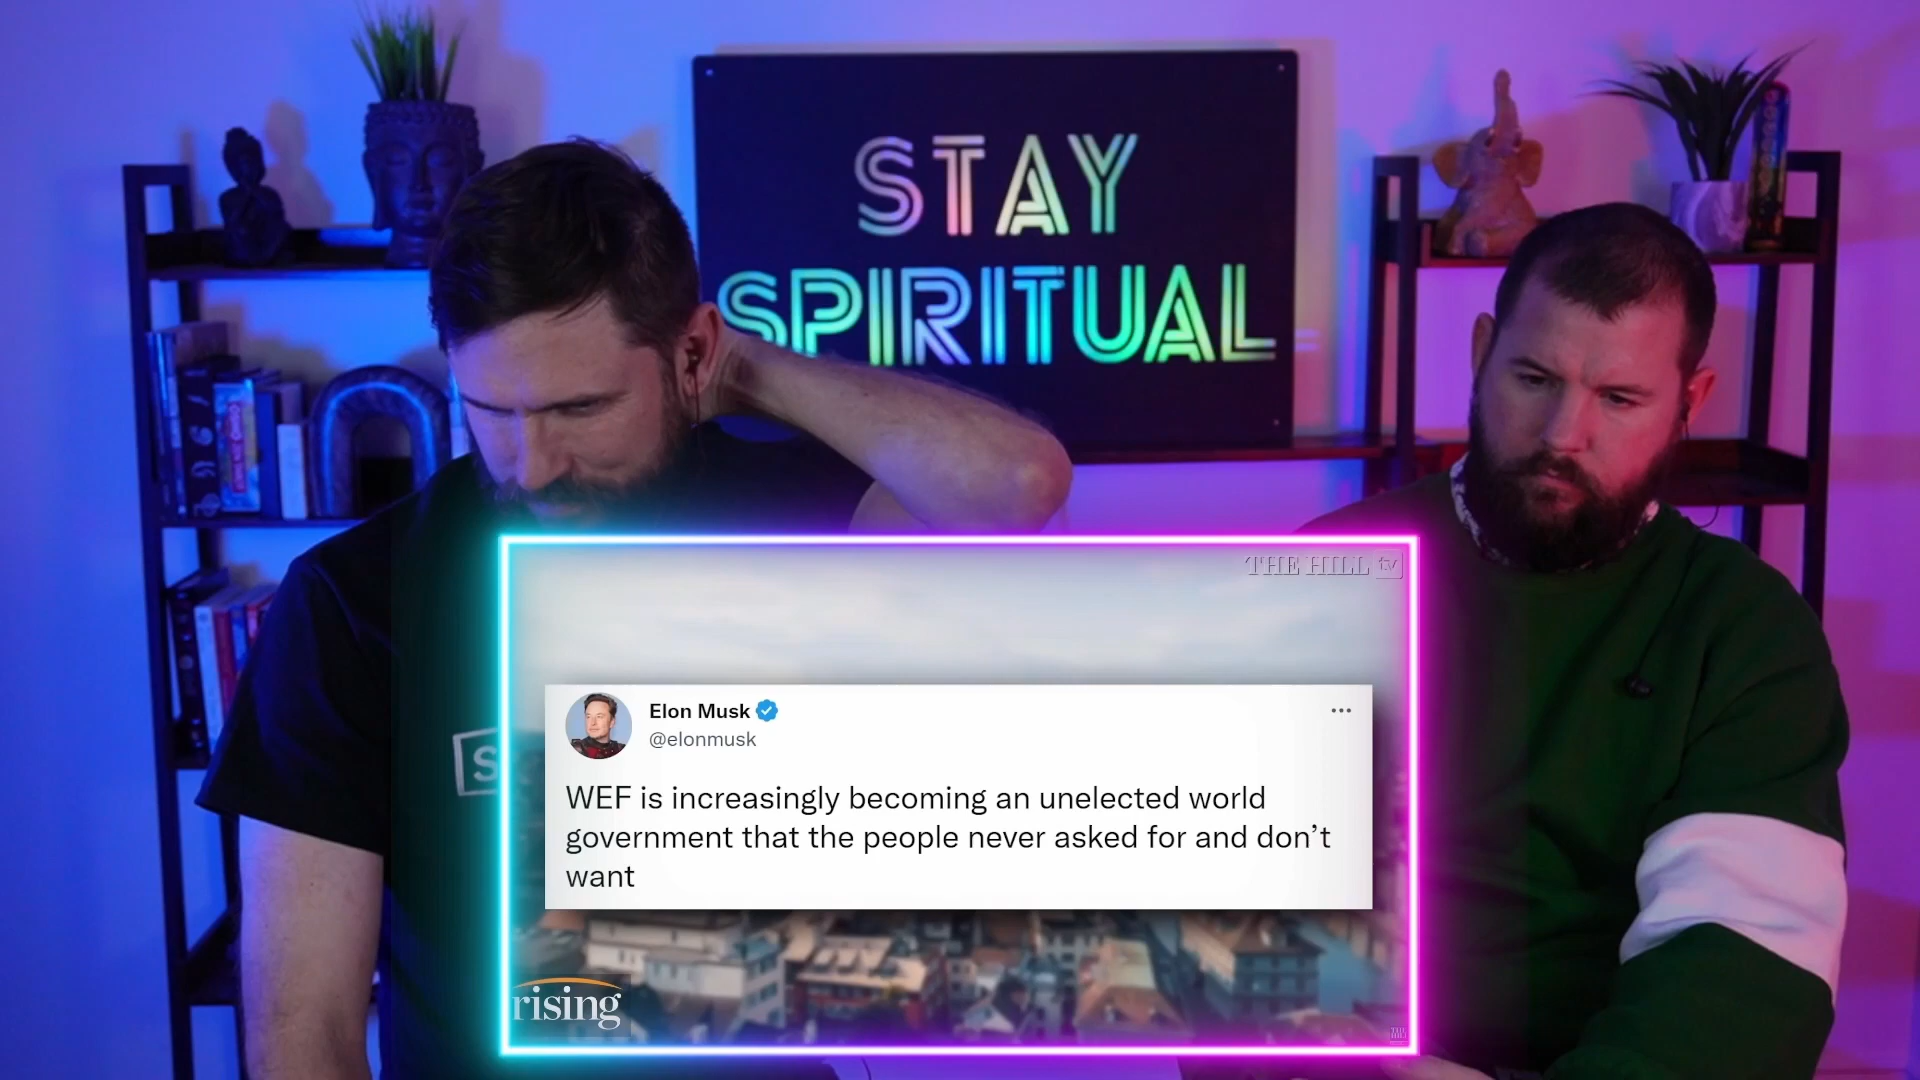 STAY
SPIRITUAL
THE HILL tv
Elon Musk
@elonmusk
WEF is increasingly becoming an unelected world
government that the people never asked for and don’t
want
rising
S